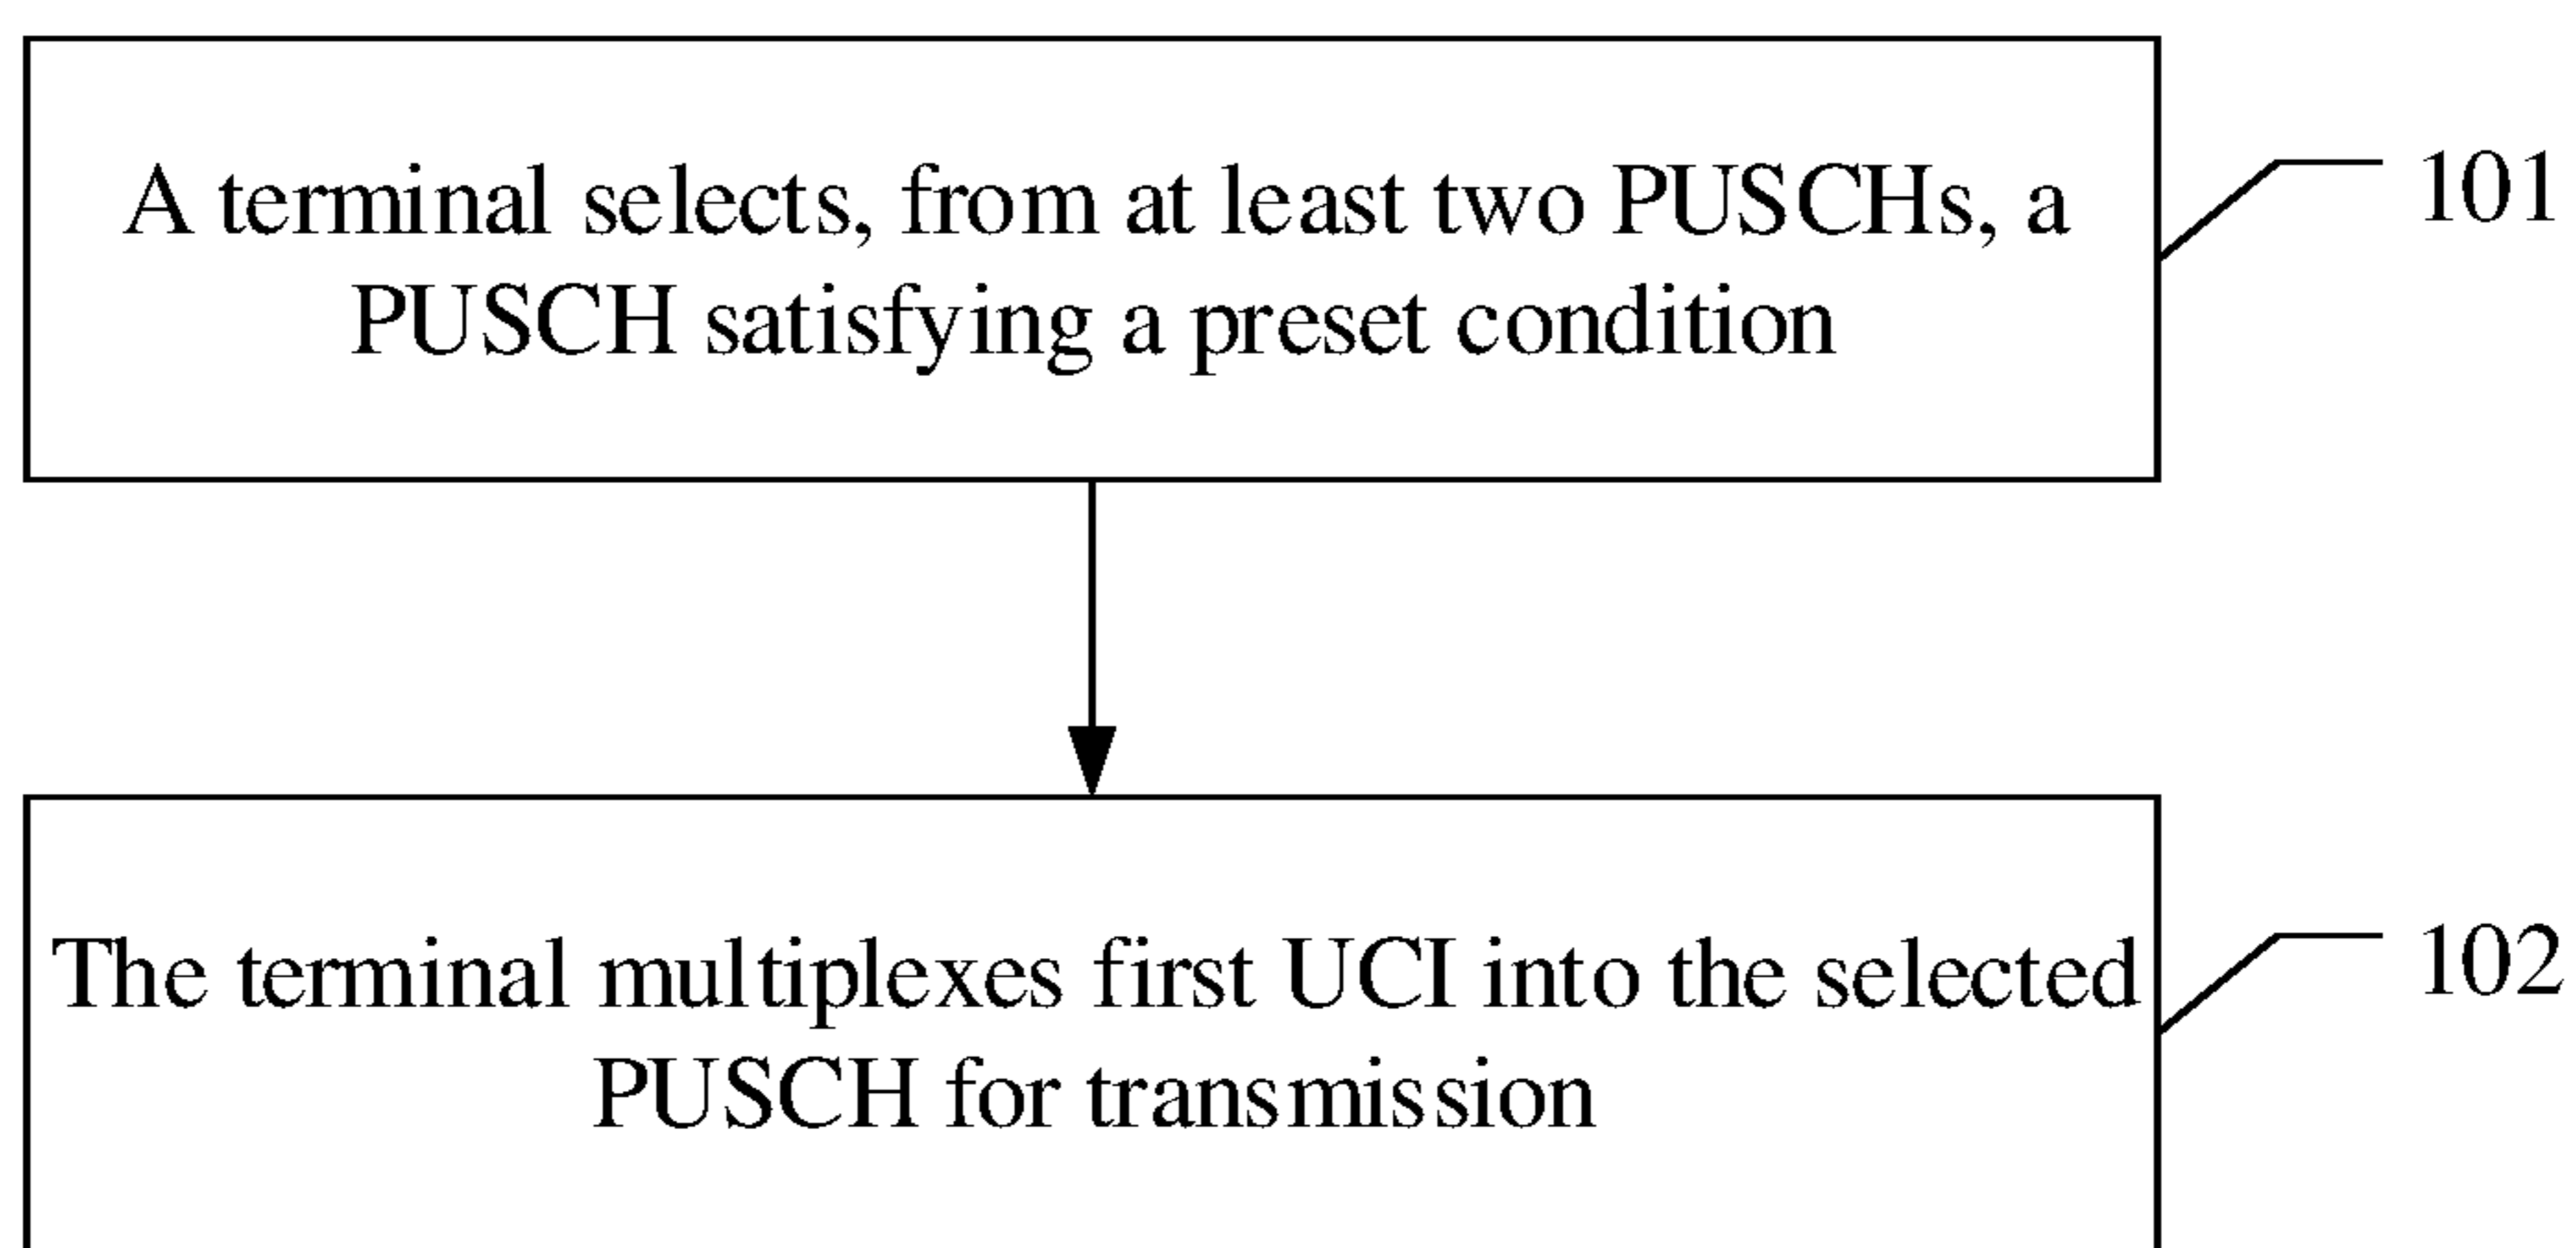 A terminal selects, from at least two PUSCHs, a
PUSCH satisfying a preset condition
101
The terminal multiplexes first UCI into the selected
PUSCH for transmission
102